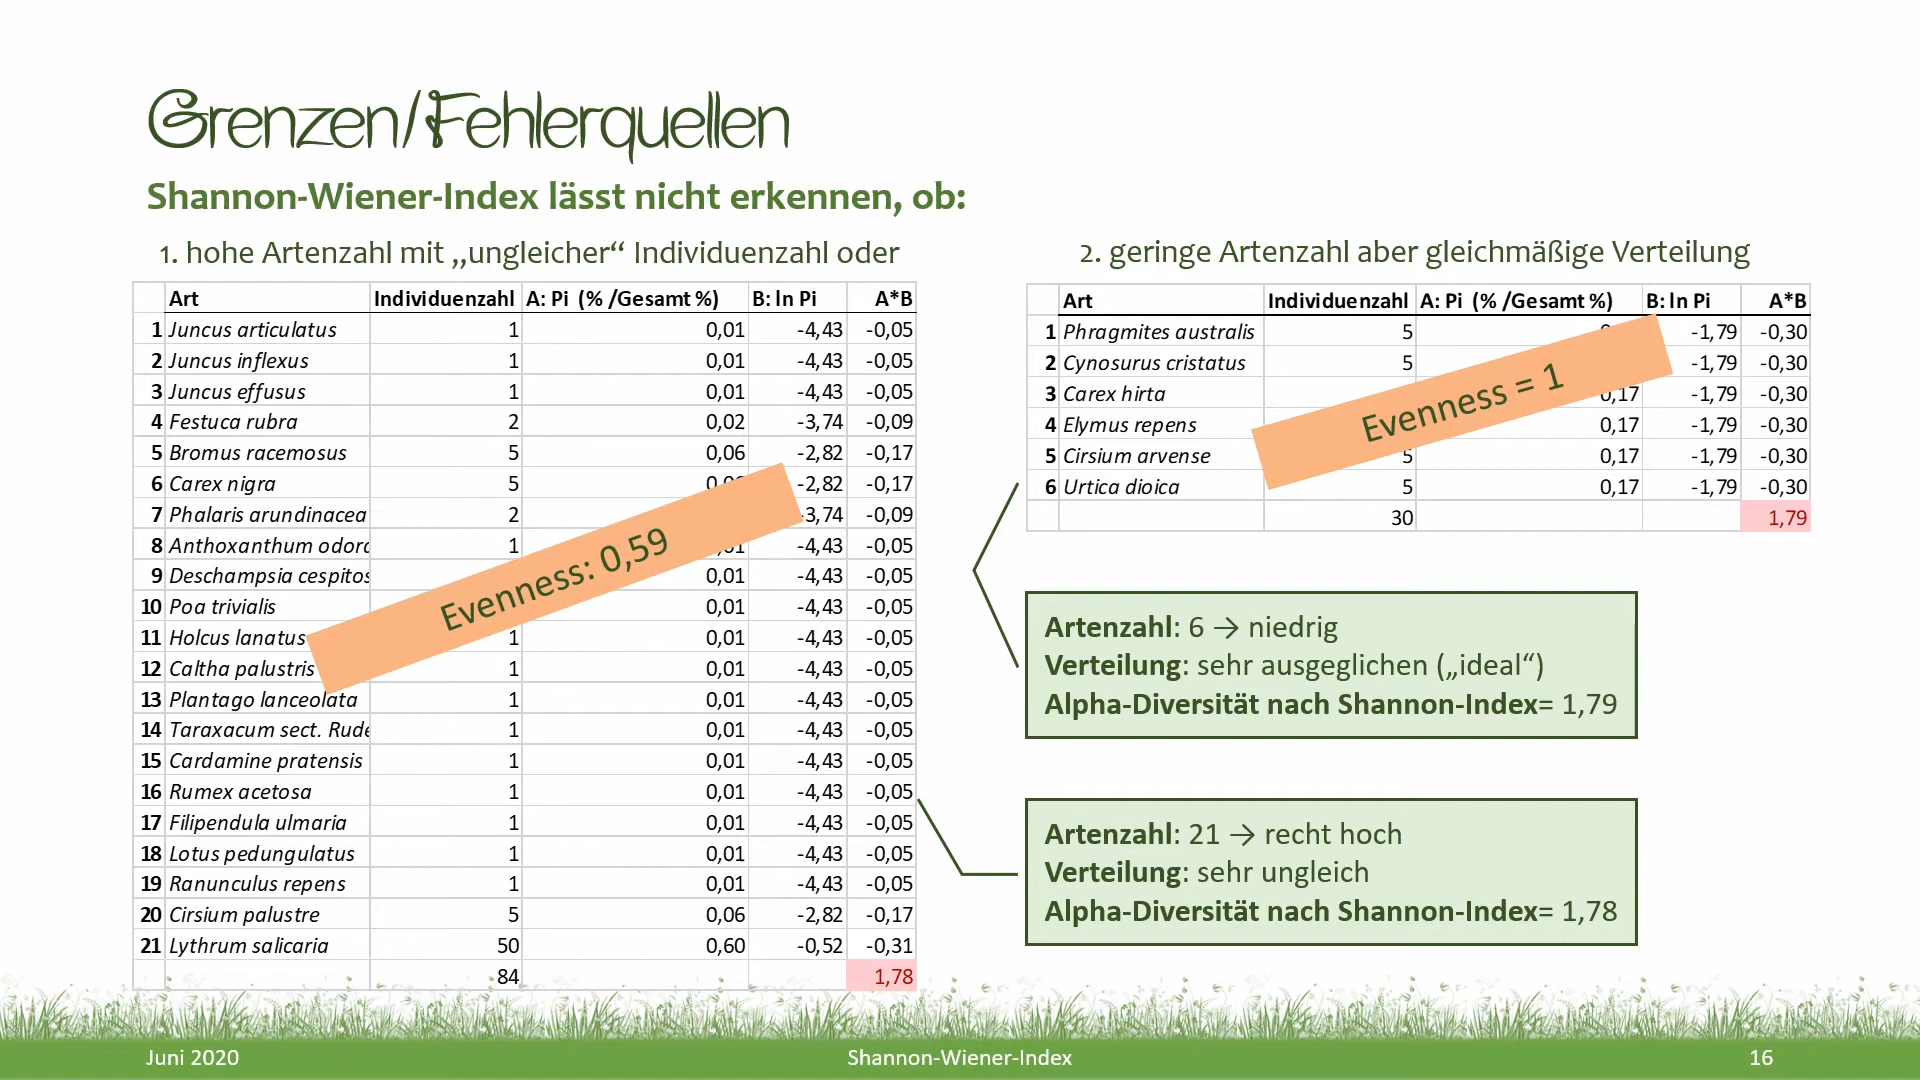 Grenzen/Fehlerquellen
Shannon-Wiener-Index lässt nicht erkennen, ob:
1. hohe Artenzahl mit „ungleicher“ Individuenzahl oder
Art Individuenzahl A: Pi (% /Gesamt %) B: ln Pi A*B
1 Juncus articulatus 1 0,01 -4,43 -0,05
2 Juncus inflexus 1 0,01 -4,43 -0,05
3 Juncus effusus 1 0,01 -4,43 -0,05
4 Festuca rubra 2 0,02 -3,74 -0,09
5 Bromus racemosus 5 0,06 -2,82 -0,17
6 Carex nigra 5 -2,82 -0,17
7 Phalaris arundinacea 2 -3,74 -0,09
8 Anthoxanthum 1 -4,43 -0,05
9 Deschampsia 0,01 -4,43 -0,05
10 Poa trivialis 0,01 -4,43 -0,05
11 Holcus lanatus 1 0,01 -4,43 -0,05
12 Caltha palustris 1 0,01 -4,43 -0,05
13 Plantago lanceolata 1 0,01 -4,43 -0,05
14 Taraxacum sect. 1 0,01 -4,43 -0,05
15 Cardamine pratensis 1 0,01 -4,43 -0,05
16 Rumex acetosa 1 0,01 -4,43 -0,05
17 Filipendula ulmaria 1 0,01 -4,43 -0,05
18 Lotus pedungulatus 1 0,01 -4,43 -0,05
19 Ranunculus repens 1 0,01 -4,43 -0,05
20 Cirsium palustre 5 0,06 -2,82 -0,17
21 Lythrum salicaria 50 0,60 -0,52 -0,31
84 1,78
Evenness: 0,59
2. geringe Artenzahl aber gleichmäßige Verteilung
Art Individuenzahl A: Pi (% /Gesamt %) B: ln Pi A*B
1 Phragmites australis 5 -1,79 -0,30
2 Cynosurus cristatus 5 -1,79 -0,30
3 Carex hirta 0,17 -1,79 -0,30
4 Elymus repens 0,17 -1,79 -0,30
5 Cirsium arvense 5 0,17 -1,79 -0,30
6 Urtica dioica 5 0,17 -1,79 -0,30
30 1,79
Evenness = 1
Artenzahl: 6 → niedrig
Verteilung: sehr ausgeglichen („ideal“)
Alpha-Diversität nach Shannon-Index= 1,79
Artenzahl: 21 → recht hoch
Verteilung: sehr ungleich
Alpha-Diversität nach Shannon-Index= 1,78
Juni 2020
Shannon-Wiener-Index
16